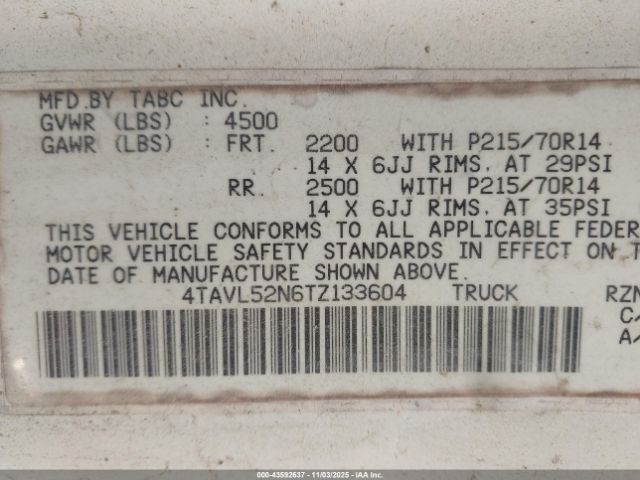 MFD.BY TABC INC.
GVWR (LBS) : 4500
GAWR (LBS) : FRT. 2200 WITH P215/70R14
14 X 6JJ RIMS. AT 29PSI
RR. 2500 WITH P215/70R14
14 X 6JJ RIMS. AT 35PSI
THIS VEHICLE CONFORMS TO ALL APPLICABLE FEDER
MOTOR VEHICLE SAFETY STANDARDS IN EFFECT ON T
DATE OF MANUFACTURE SHOWN ABOVE.
4TAVL52N6TZ133604 TRUCK RZN
C/
A/
000-43592637 - 11/03/2025 - IAA Inc.